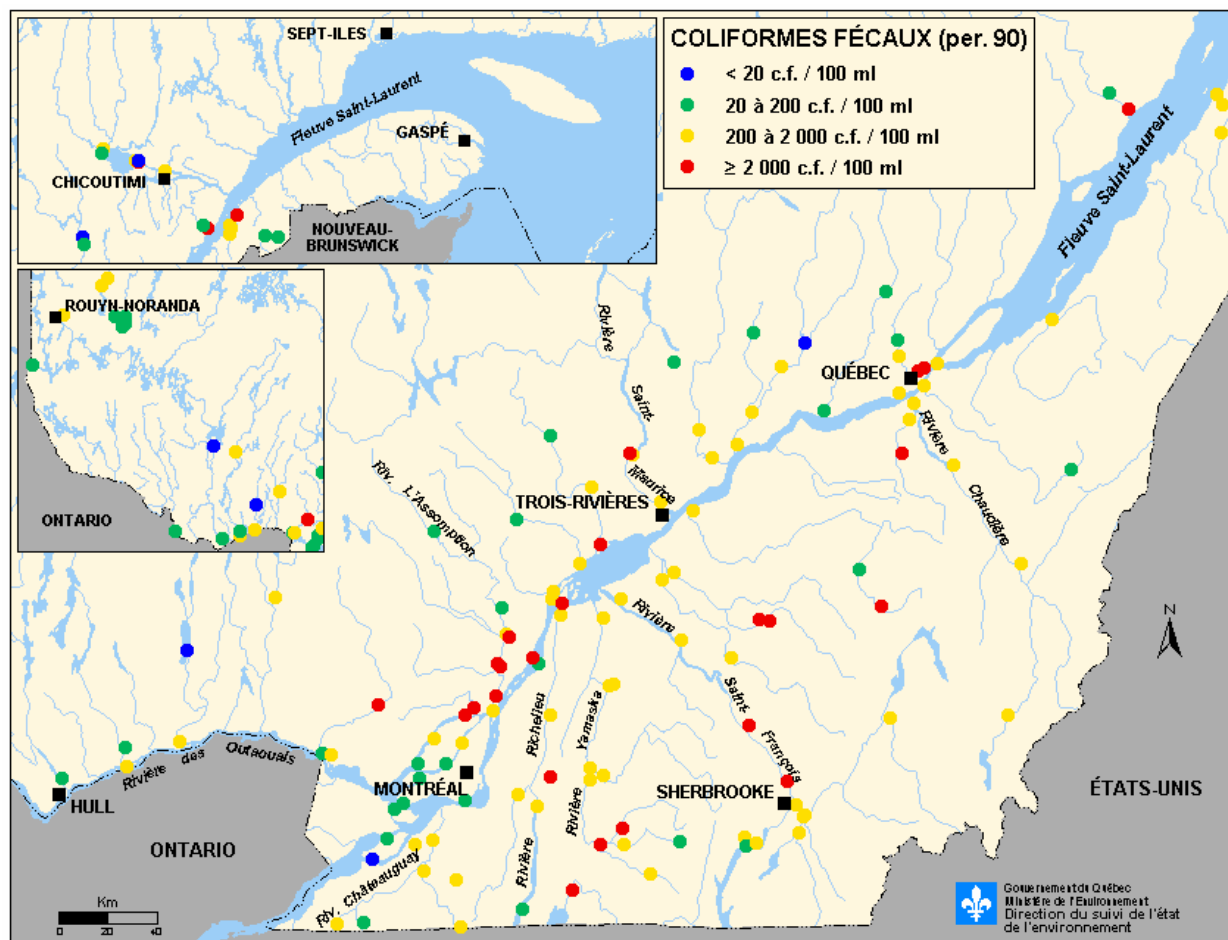 SEPT-ILES
Fleuve Saint-Laurent
GASPÉ
CHICOUTIMI
NOUVEAU-
BRUNSWICK
COLIFORMES FÉCAUX (per. 90)
< 20 c.f. / 100 ml
20 à 200 c.f. / 100 ml
200 à 2 000 c.f. / 100 ml
≥ 2 000 c.f. / 100 ml
Fleuve Saint-Laurent
ROUYN-NORANDA
ONTARIO
Rivière
Saint-
Maurice
QUÉBEC
Rivière
Chaudière
Riv. L'Assomption
TROIS-RIVIÈRES
Rivière
Saint-
François
Richelieu
Rivière
Yamaska
Rivière
Rivière des Outaouais
HULL
MONTRÉAL
SHERBROOKE
ÉTATS-UNIS
ONTARIO
Riv. Châteauguay
N
Km
0 20 40
Gouvernement du Québec
Ministère de l'Environnement
Direction du suivi de l'état
de l'environnement